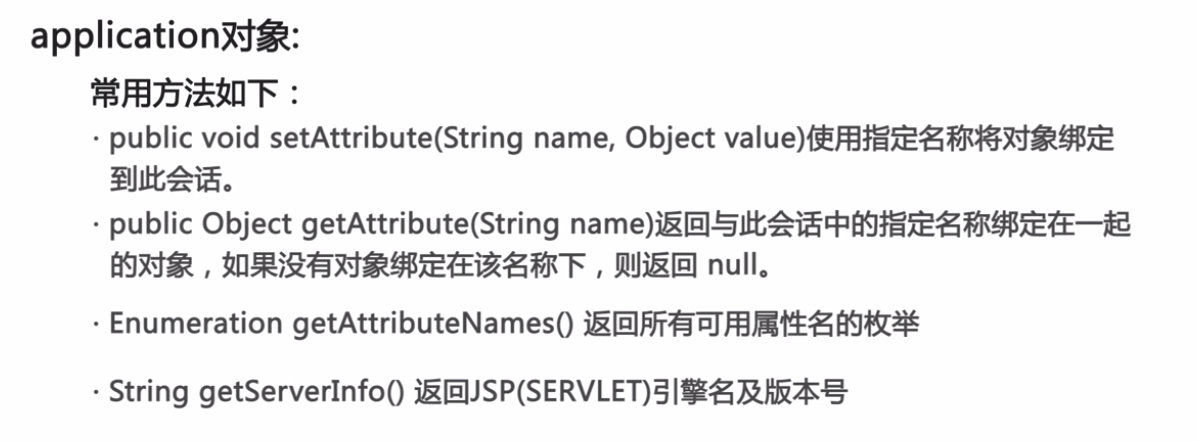 application对象:
常用方法如下：
· public void setAttribute(String name, Object value)使用指定名称将对象绑定
到此会话。
· public Object getAttribute(String name)返回与此会话中的指定名称绑定在一起
的对象，如果没有对象绑定在该名称下，则返回 null。
· Enumeration getAttributeNames() 返回所有可用属性名的枚举
· String getServerInfo() 返回JSP(SERVLET)引擎名及版本号